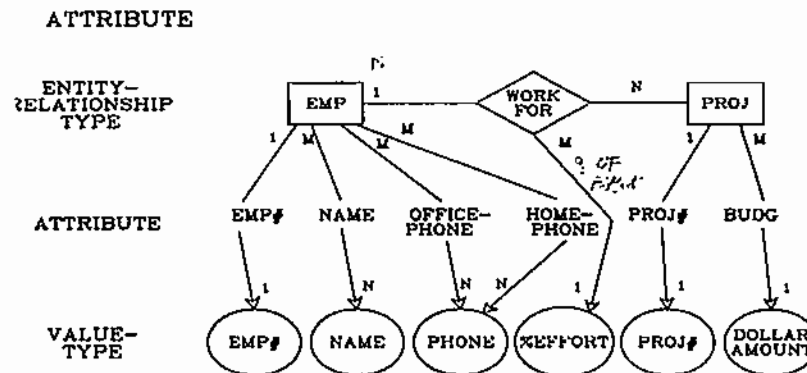 ATTRIBUTE
N
ENTITY-
RELATIONSHIP
TYPE
EMP
1
WORK
FOR
N
PROJ
1
M
M
M
M
1
M
% OF
ATTRIBUTE
EMP#
NAME
OFFICE-
PHONE
HOME-
PHONE
PROJ#
BUDG
1
N
N
N
1
1
1
VALUE-
TYPE
EMP#
NAME
PHONE
%EFFORT
PROJ#
DOLLAR
AMOUNT